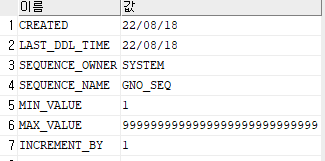 이름 값
1 CREATED 22/08/18
2 LAST_DDL_TIME 22/08/18
3 SEQUENCE_OWNER SYSTEM
4 SEQUENCE_NAME GNO_SEQ
5 MIN_VALUE 1
6 MAX_VALUE 9999999999999999999999999999
7 INCREMENT_BY 1